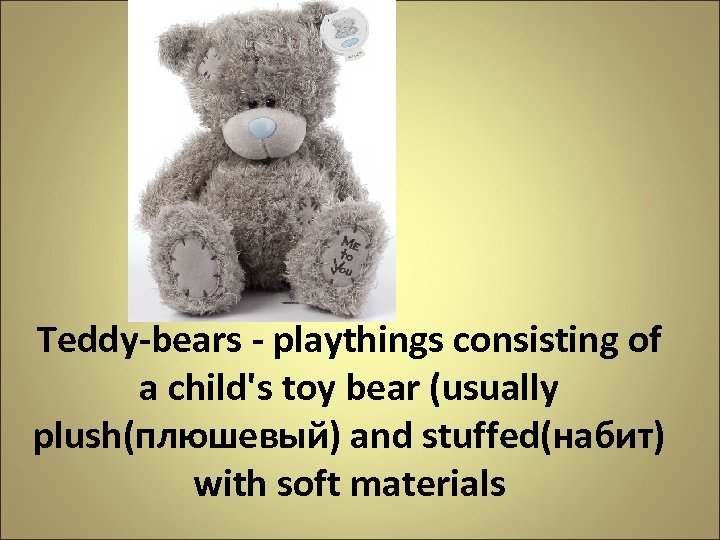 Me
to
You
Teddy-bears - playthings consisting of
a child's toy bear (usually
plush(плюшевый) and stuffed(набит)
with soft materials